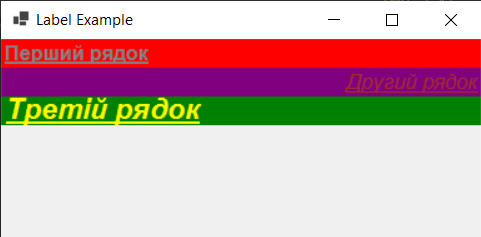 Label Example
Перший рядок
Другий рядок
Третій рядок